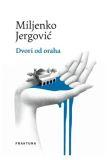 Miljenko
Jergović
Dvori od oraha
FRAKTURA